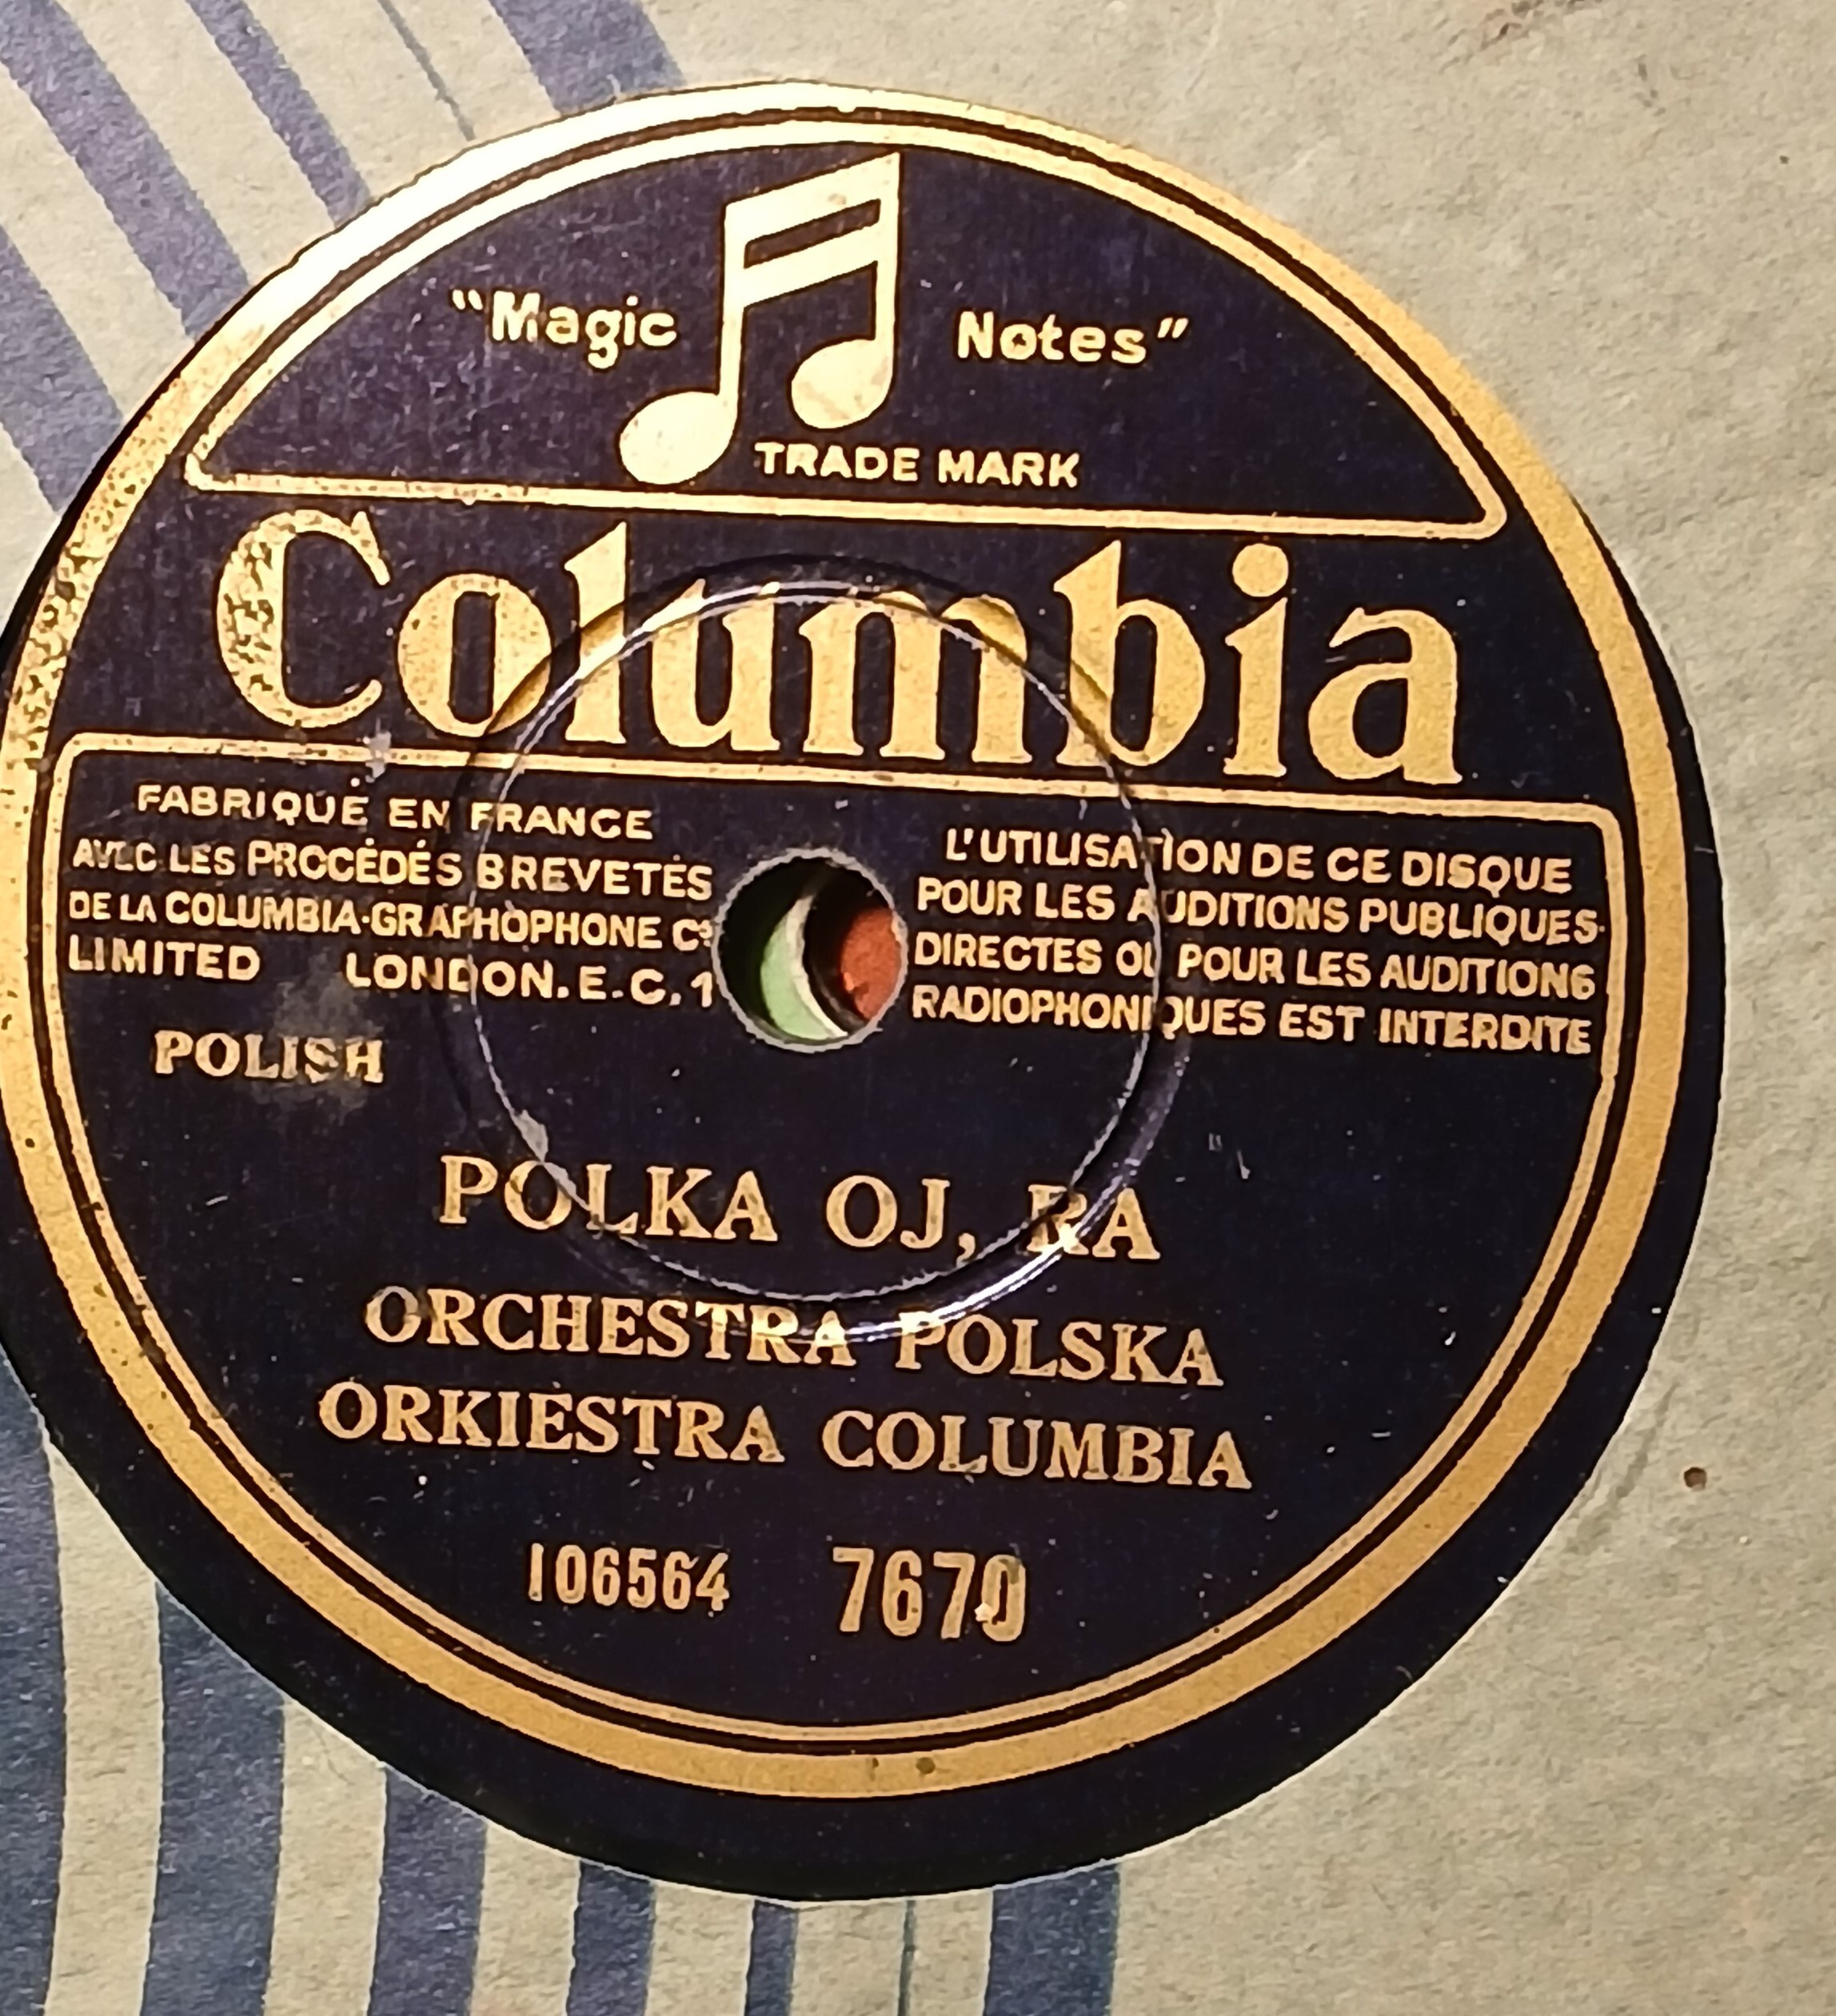 "Magic Notes"
TRADE MARK
Columbia
FABRIQUÉ EN FRANCE
AVEC LES PROCÉDÉS BREVETÉS
DE LA COLUMBIA-GRAPHOPHONE Cº
LIMITED LONDON. E.C.1
L'UTILISATION DE CE DISQUE
POUR LES AUDITIONS PUBLIQUES
DIRECTES OU POUR LES AUDITIONS
RADIOPHONIQUES EST INTERDITE
POLISH
POLKA OJ, RA
ORCHESTRA POLSKA
ORKIESTRA COLUMBIA
106564 7670